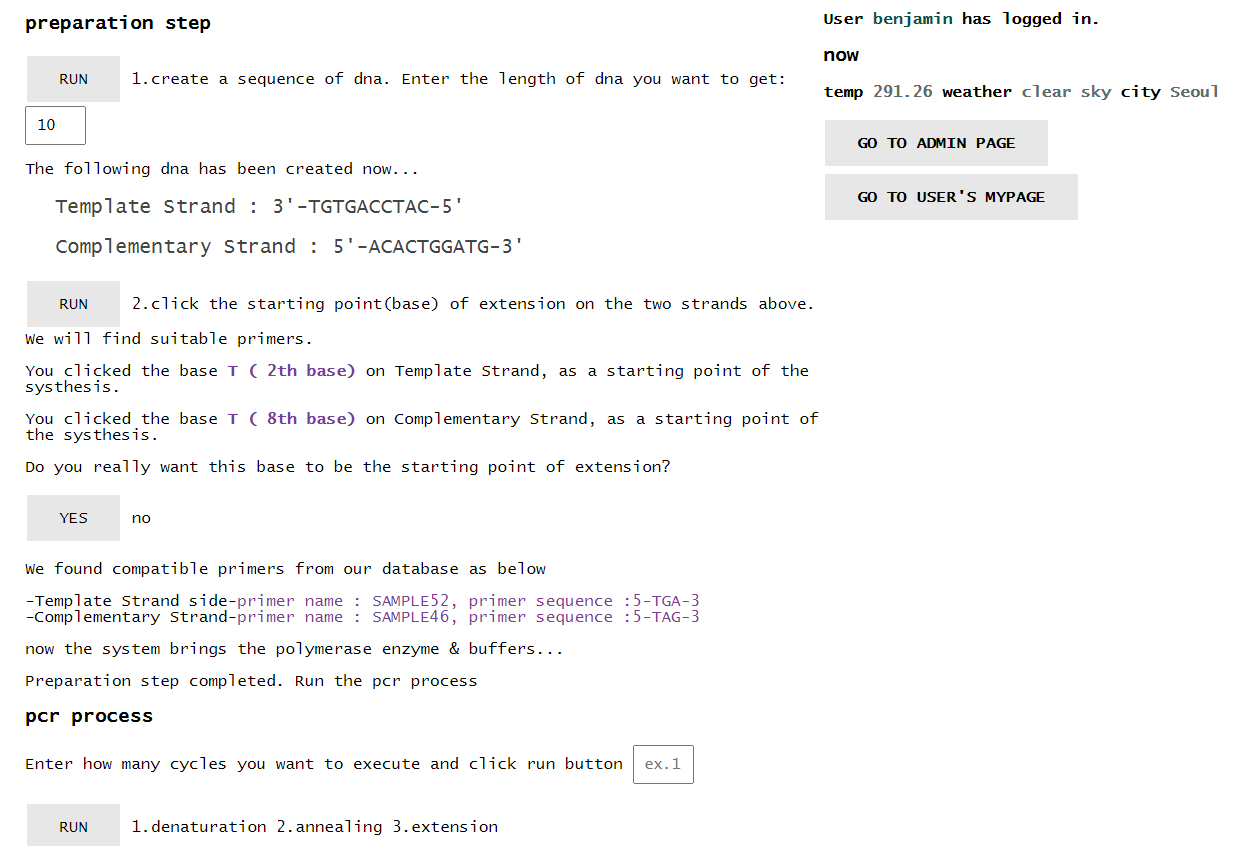 preparation step
RUN 1.create a sequence of dna. Enter the length of dna you want to get:
10
The following dna has been created now...
Template Strand : 3'-TGTGACCTAC-5'
Complementary Strand : 5'-ACACTGGATG-3'
RUN 2.click the starting point(base) of extension on the two strands above.
We will find suitable primers.
You clicked the base T ( 2th base) on Template Strand, as a starting point of the
systhesis.
You clicked the base T ( 8th base) on Complementary Strand, as a starting point of
the systhesis.
Do you really want this base to be the starting point of extension?
YES no
We found compatible primers from our database as below
-Template Strand side-primer name : SAMPLE52, primer sequence :5-TGA-3
-Complementary Strand-primer name : SAMPLE46, primer sequence :5-TAG-3
now the system brings the polymerase enzyme & buffers...
Preparation step completed. Run the pcr process
pcr process
Enter how many cycles you want to execute and click run button ex.1
RUN 1.denaturation 2.annealing 3.extension
User benjamin has logged in.
now
temp 291.26 weather clear sky city Seoul
GO TO ADMIN PAGE
GO TO USER'S MYPAGE